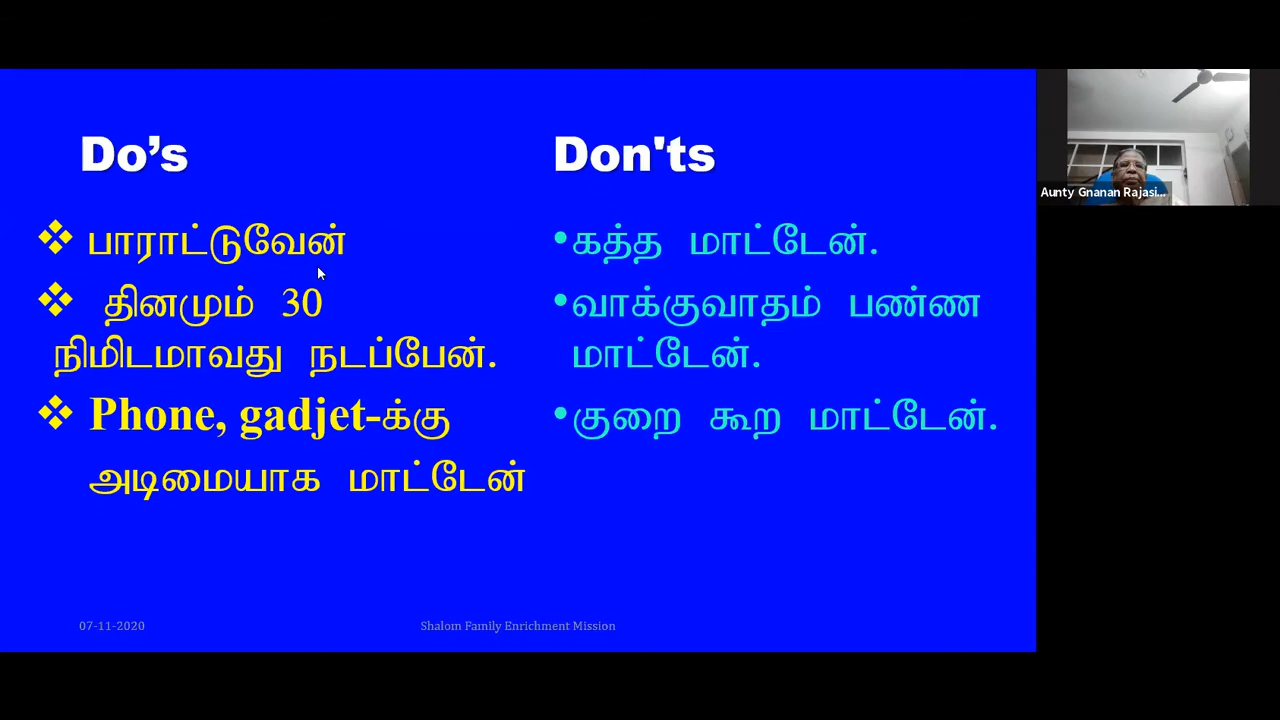 Do’s
பாராட்டுவேன்
தினமும் 30
நிமிடமாவது நடப்பேன்.
Phone, gadjet-க்கு
அடிமையாக மாட்டேன்
Don'ts
•கத்த மாட்டேன்.
•வாக்குவாதம் பண்ண
மாட்டேன்.
•குறை கூற மாட்டேன்.
07-11-2020
Shalom Family Enrichment Mission
Aunty Gnanan Rajasi...